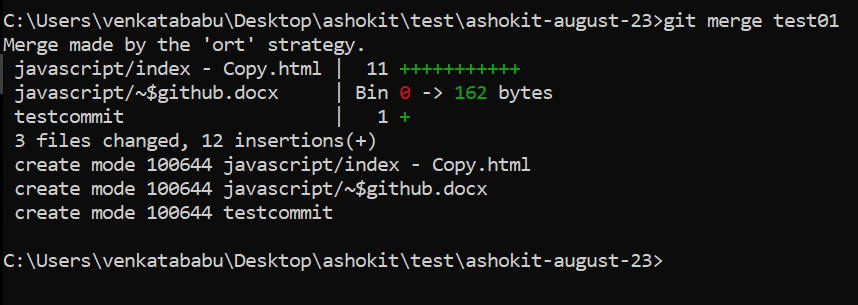 C:\Users\venkatababu\Desktop\ashokit\test\ashokit-august-23>git merge test01
Merge made by the 'ort' strategy.
 javascript/index - Copy.html |  11 +++++++++++
 javascript/~$github.docx     | Bin 0 -> 162 bytes
 testcommit                   |   1 +
 3 files changed, 12 insertions(+)
 create mode 100644 javascript/index - Copy.html
 create mode 100644 javascript/~$github.docx
 create mode 100644 testcommit
C:\Users\venkatababu\Desktop\ashokit\test\ashokit-august-23>